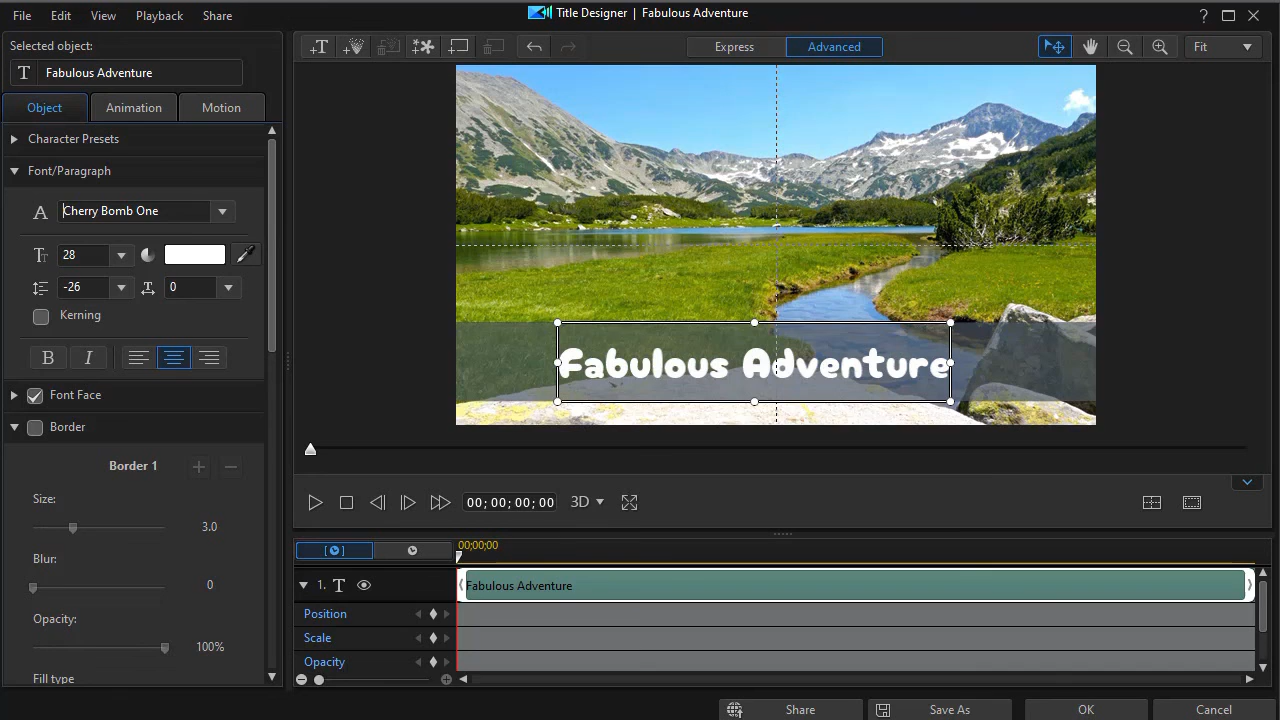 File Edit View Playback Share
Title Designer | Fabulous Adventure
?
Selected object:
T Fabulous Adventure
Express Advanced
Fit
Object Animation Motion
Character Presets
Font/Paragraph
A Cherry Bomb One
28
-26 0
Kerning
B I
Font Face
Border
Border 1
Size:
3.0
Blur:
0
Opacity:
100%
Fill type
Fabulous Adventure
00;00;00;00
3D
00;00;00
1. T Fabulous Adventure
Position
Scale
Opacity
Share Save As OK Cancel